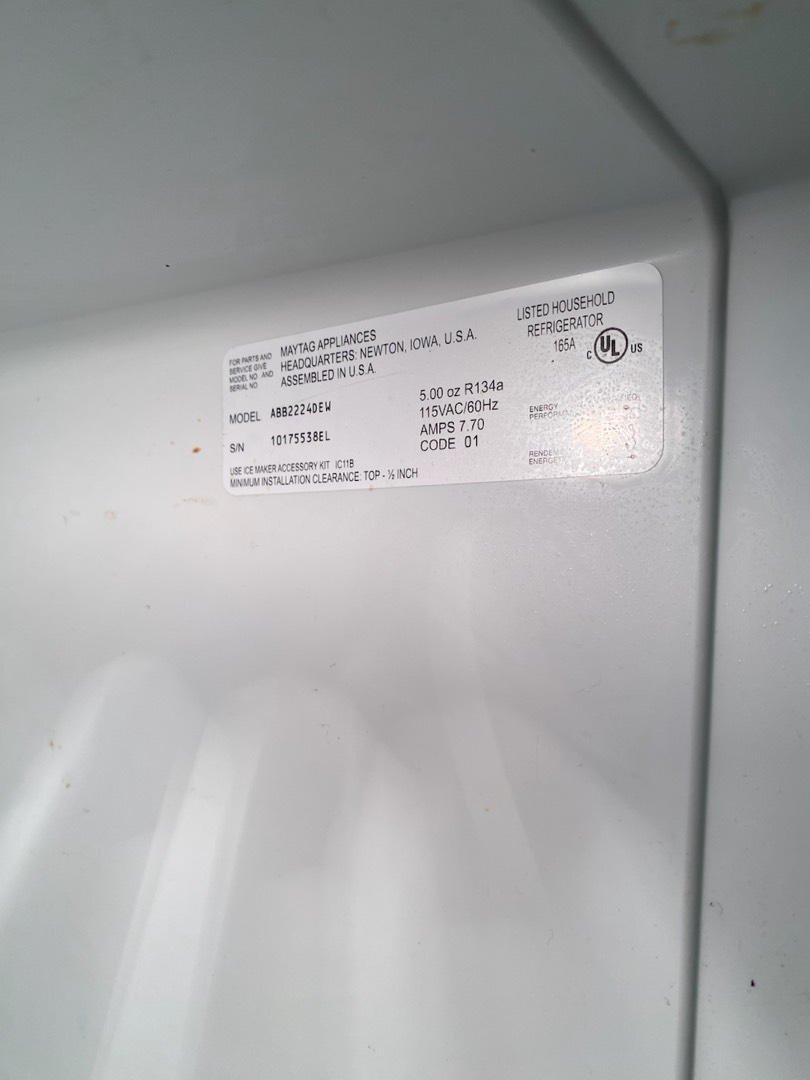 FOR PARTS AND
SERVICE GIVE
MODEL NO. AND
SERIAL NO.
MAYTAG APPLIANCES
HEADQUARTERS: NEWTON, IOWA, U.S.A.
ASSEMBLED IN U.S.A.
LISTED HOUSEHOLD
REFRIGERATOR
165A
C UL US
MODEL ABB2224DEW
S/N 10175538EL
5.00 oz R134a
115VAC/60Hz
AMPS 7.70
CODE 01
ENERGY
USE ICE MAKER ACCESSORY KIT IC11B
MINIMUM INSTALLATION CLEARANCE: TOP - ½ INCH